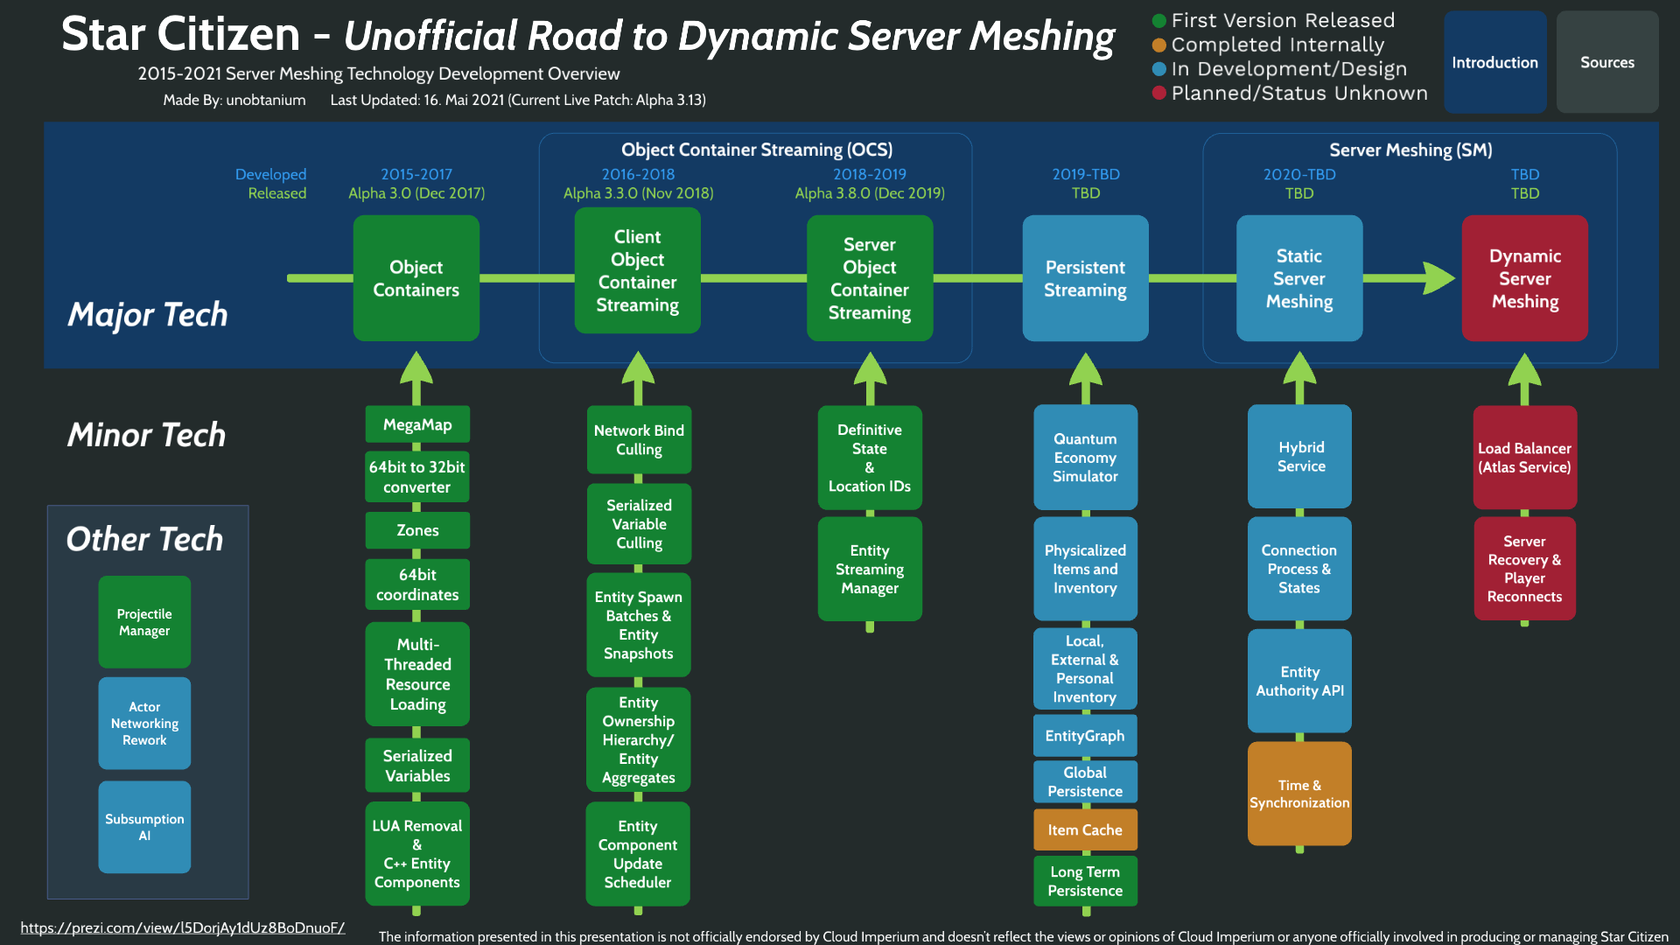 Star Citizen - Unofficial Road to Dynamic Server Meshing
2015-2021 Server Meshing Technology Development Overview
Made By: unobtanium Last Updated: 16. Mai 2021 (Current Live Patch: Alpha 3.13)
First Version Released
Completed Internally
In Development/Design
Planned/Status Unknown
Introduction
Sources
Major Tech
Developed
Released
2015-2017
Alpha 3.0 (Dec 2017)
Object
Containers
Object Container Streaming (OCS)
2016-2018
Alpha 3.3.0 (Nov 2018)
Client
Object
Container
Streaming
2018-2019
Alpha 3.8.0 (Dec 2019)
Server
Object
Container
Streaming
2019-TBD
TBD
Persistent
Streaming
Server Meshing (SM)
2020-TBD
TBD
Static
Server
Meshing
TBD
TBD
Dynamic
Server
Meshing
Minor Tech
MegaMap
64bit to 32bit
converter
Zones
64bit
coordinates
Multi-
Threaded
Resource
Loading
Serialized
Variables
LUA Removal
&
C++ Entity
Components
Network Bind
Culling
Serialized
Variable
Culling
Entity Spawn
Batches &
Entity
Snapshots
Entity
Ownership
Hierarchy/
Entity
Aggregates
Entity
Component
Update
Scheduler
Definitive
State
&
Location IDs
Entity
Streaming
Manager
Quantum
Economy
Simulator
Physicalized
Items and
Inventory
Local,
External &
Personal
Inventory
EntityGraph
Global
Persistence
Item Cache
Long Term
Persistence
Hybrid
Service
Connection
Process &
States
Entity
Authority API
Time &
Synchronization
Load Balancer
(Atlas Service)
Server
Recovery &
Player
Reconnects
Other Tech
Projectile
Manager
Actor
Networking
Rework
Subsumption
AI
https://prezi.com/view/l5DorjAy1dUz8BoDnuoF/
The information presented in this presentation is not officially endorsed by Cloud Imperium and doesn't reflect the views or opinions of Cloud Imperium or anyone officially involved in producing or managing Star Citizen